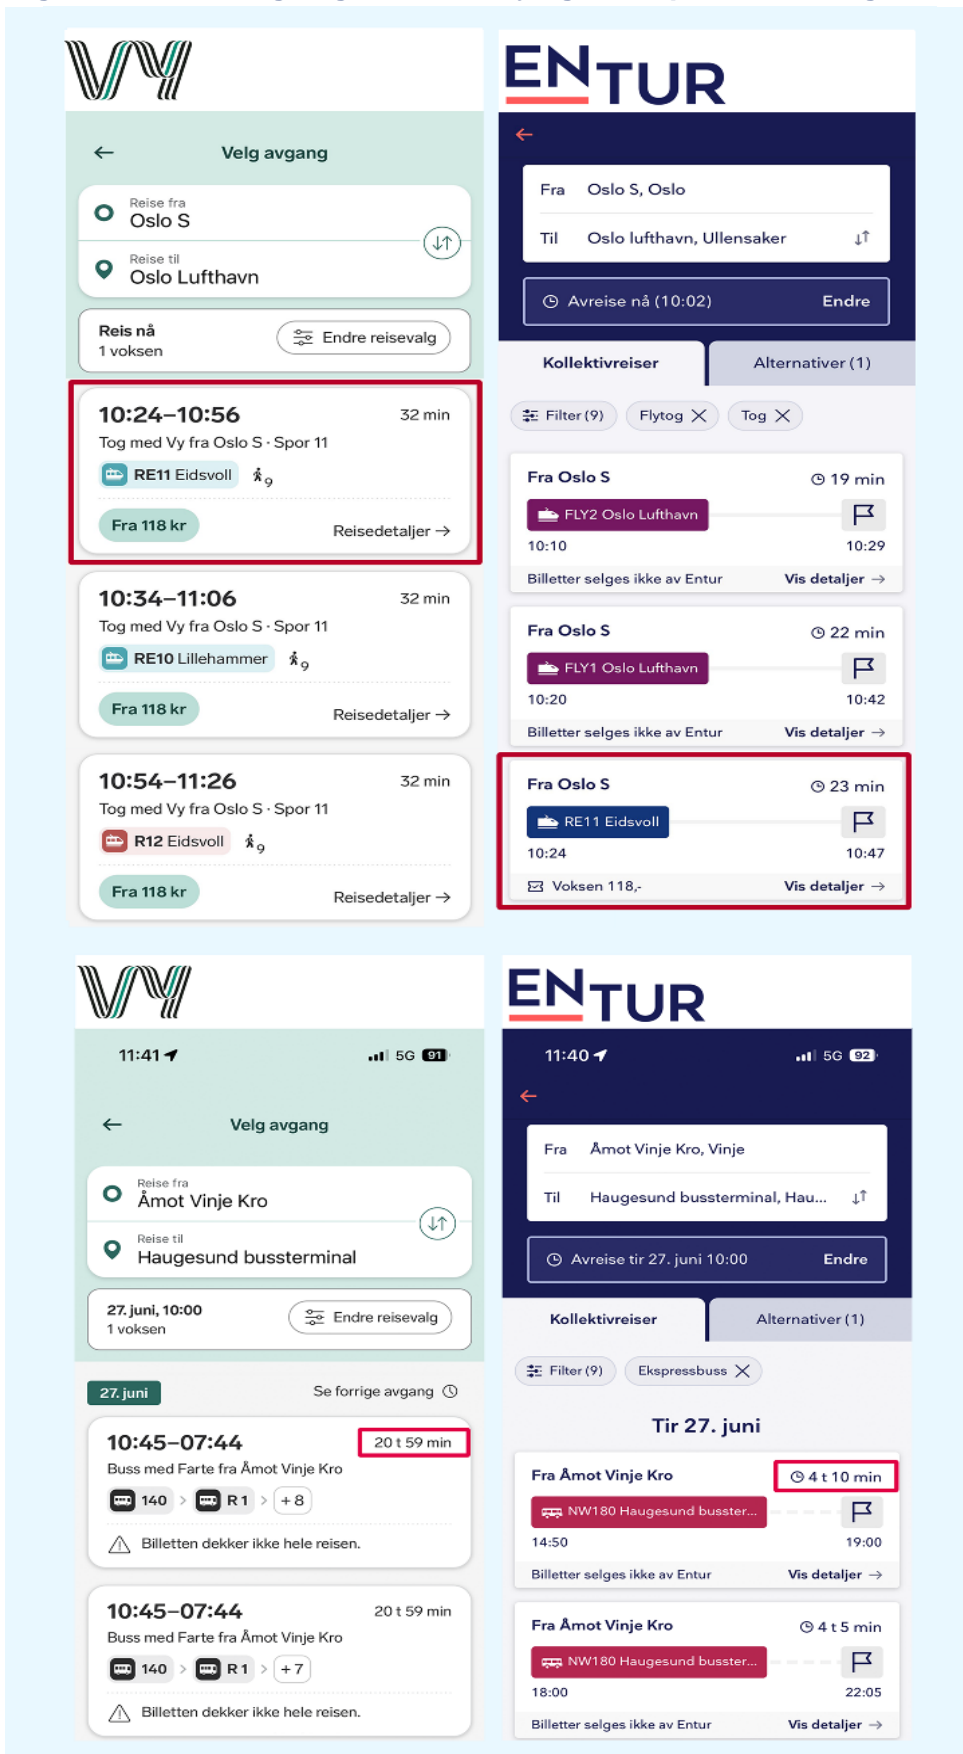 VY
Velg avgang
Reise fra
Oslo S
Reise til
Oslo Lufthavn
Reis nå
1 voksen
Endre reisevalg
10:24–10:56
32 min
Tog med Vy fra Oslo S · Spor 11
RE11 Eidsvoll
9
Fra 118 kr
Reisedetaljer →
10:34–11:06
32 min
Tog med Vy fra Oslo S · Spor 11
RE10 Lillehammer
9
Fra 118 kr
Reisedetaljer →
10:54–11:26
32 min
Tog med Vy fra Oslo S · Spor 11
R12 Eidsvoll
9
Fra 118 kr
Reisedetaljer →
ENTUR
Fra Oslo S, Oslo
Til Oslo lufthavn, Ullensaker
Avreise nå (10:02)
Endre
Kollektivreiser
Alternativer (1)
Filter (9)
Flytog
Tog
Fra Oslo S
19 min
FLY2 Oslo Lufthavn
10:10
10:29
Billetter selges ikke av Entur
Vis detaljer →
Fra Oslo S
22 min
FLY1 Oslo Lufthavn
10:20
10:42
Billetter selges ikke av Entur
Vis detaljer →
Fra Oslo S
23 min
RE11 Eidsvoll
10:24
10:47
Voksen 118,-
Vis detaljer →
VY
11:41
5G 91
Velg avgang
Reise fra
Åmot Vinje Kro
Reise til
Haugesund bussterminal
27. juni, 10:00
1 voksen
Endre reisevalg
27. juni
Se forrige avgang
10:45–07:44
20 t 59 min
Buss med Farte fra Åmot Vinje Kro
140 > R 1 > + 8
Billetten dekker ikke hele reisen.
10:45–07:44
20 t 59 min
Buss med Farte fra Åmot Vinje Kro
140 > R 1 > + 7
Billetten dekker ikke hele reisen.
ENTUR
11:40
5G 92
Fra Åmot Vinje Kro, Vinje
Til Haugesund bussterminal, Hau...
Avreise tir 27. juni 10:00
Endre
Kollektivreiser
Alternativer (1)
Filter (9)
Ekspressbuss
Tir 27. juni
Fra Åmot Vinje Kro
4 t 10 min
NW180 Haugesund busster...
14:50
19:00
Billetter selges ikke av Entur
Vis detaljer →
Fra Åmot Vinje Kro
4 t 5 min
NW180 Haugesund busster...
18:00
22:05
Billetter selges ikke av Entur
Vis detaljer →